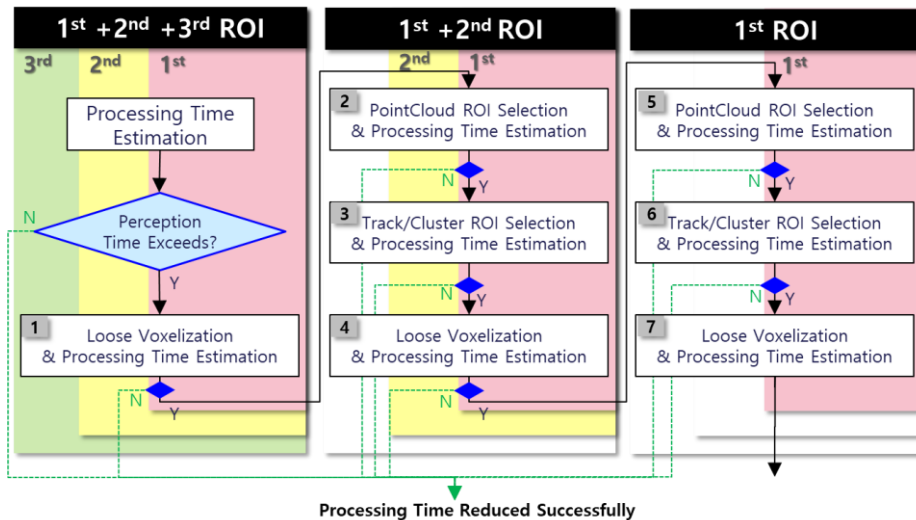 1st +2nd +3rd ROI
3rd
2nd
1st
Processing Time
Estimation
N
Perception
Time Exceeds?
Y
1
Loose Voxelization
& Processing Time Estimation
N
Y
1st +2nd ROI
2nd
1st
2
PointCloud ROI Selection
& Processing Time Estimation
N
Y
3
Track/Cluster ROI Selection
& Processing Time Estimation
N
Y
4
Loose Voxelization
& Processing Time Estimation
N
Y
1st ROI
1st
5
PointCloud ROI Selection
& Processing Time Estimation
N
Y
6
Track/Cluster ROI Selection
& Processing Time Estimation
N
Y
7
Loose Voxelization
& Processing Time Estimation
Processing Time Reduced Successfully